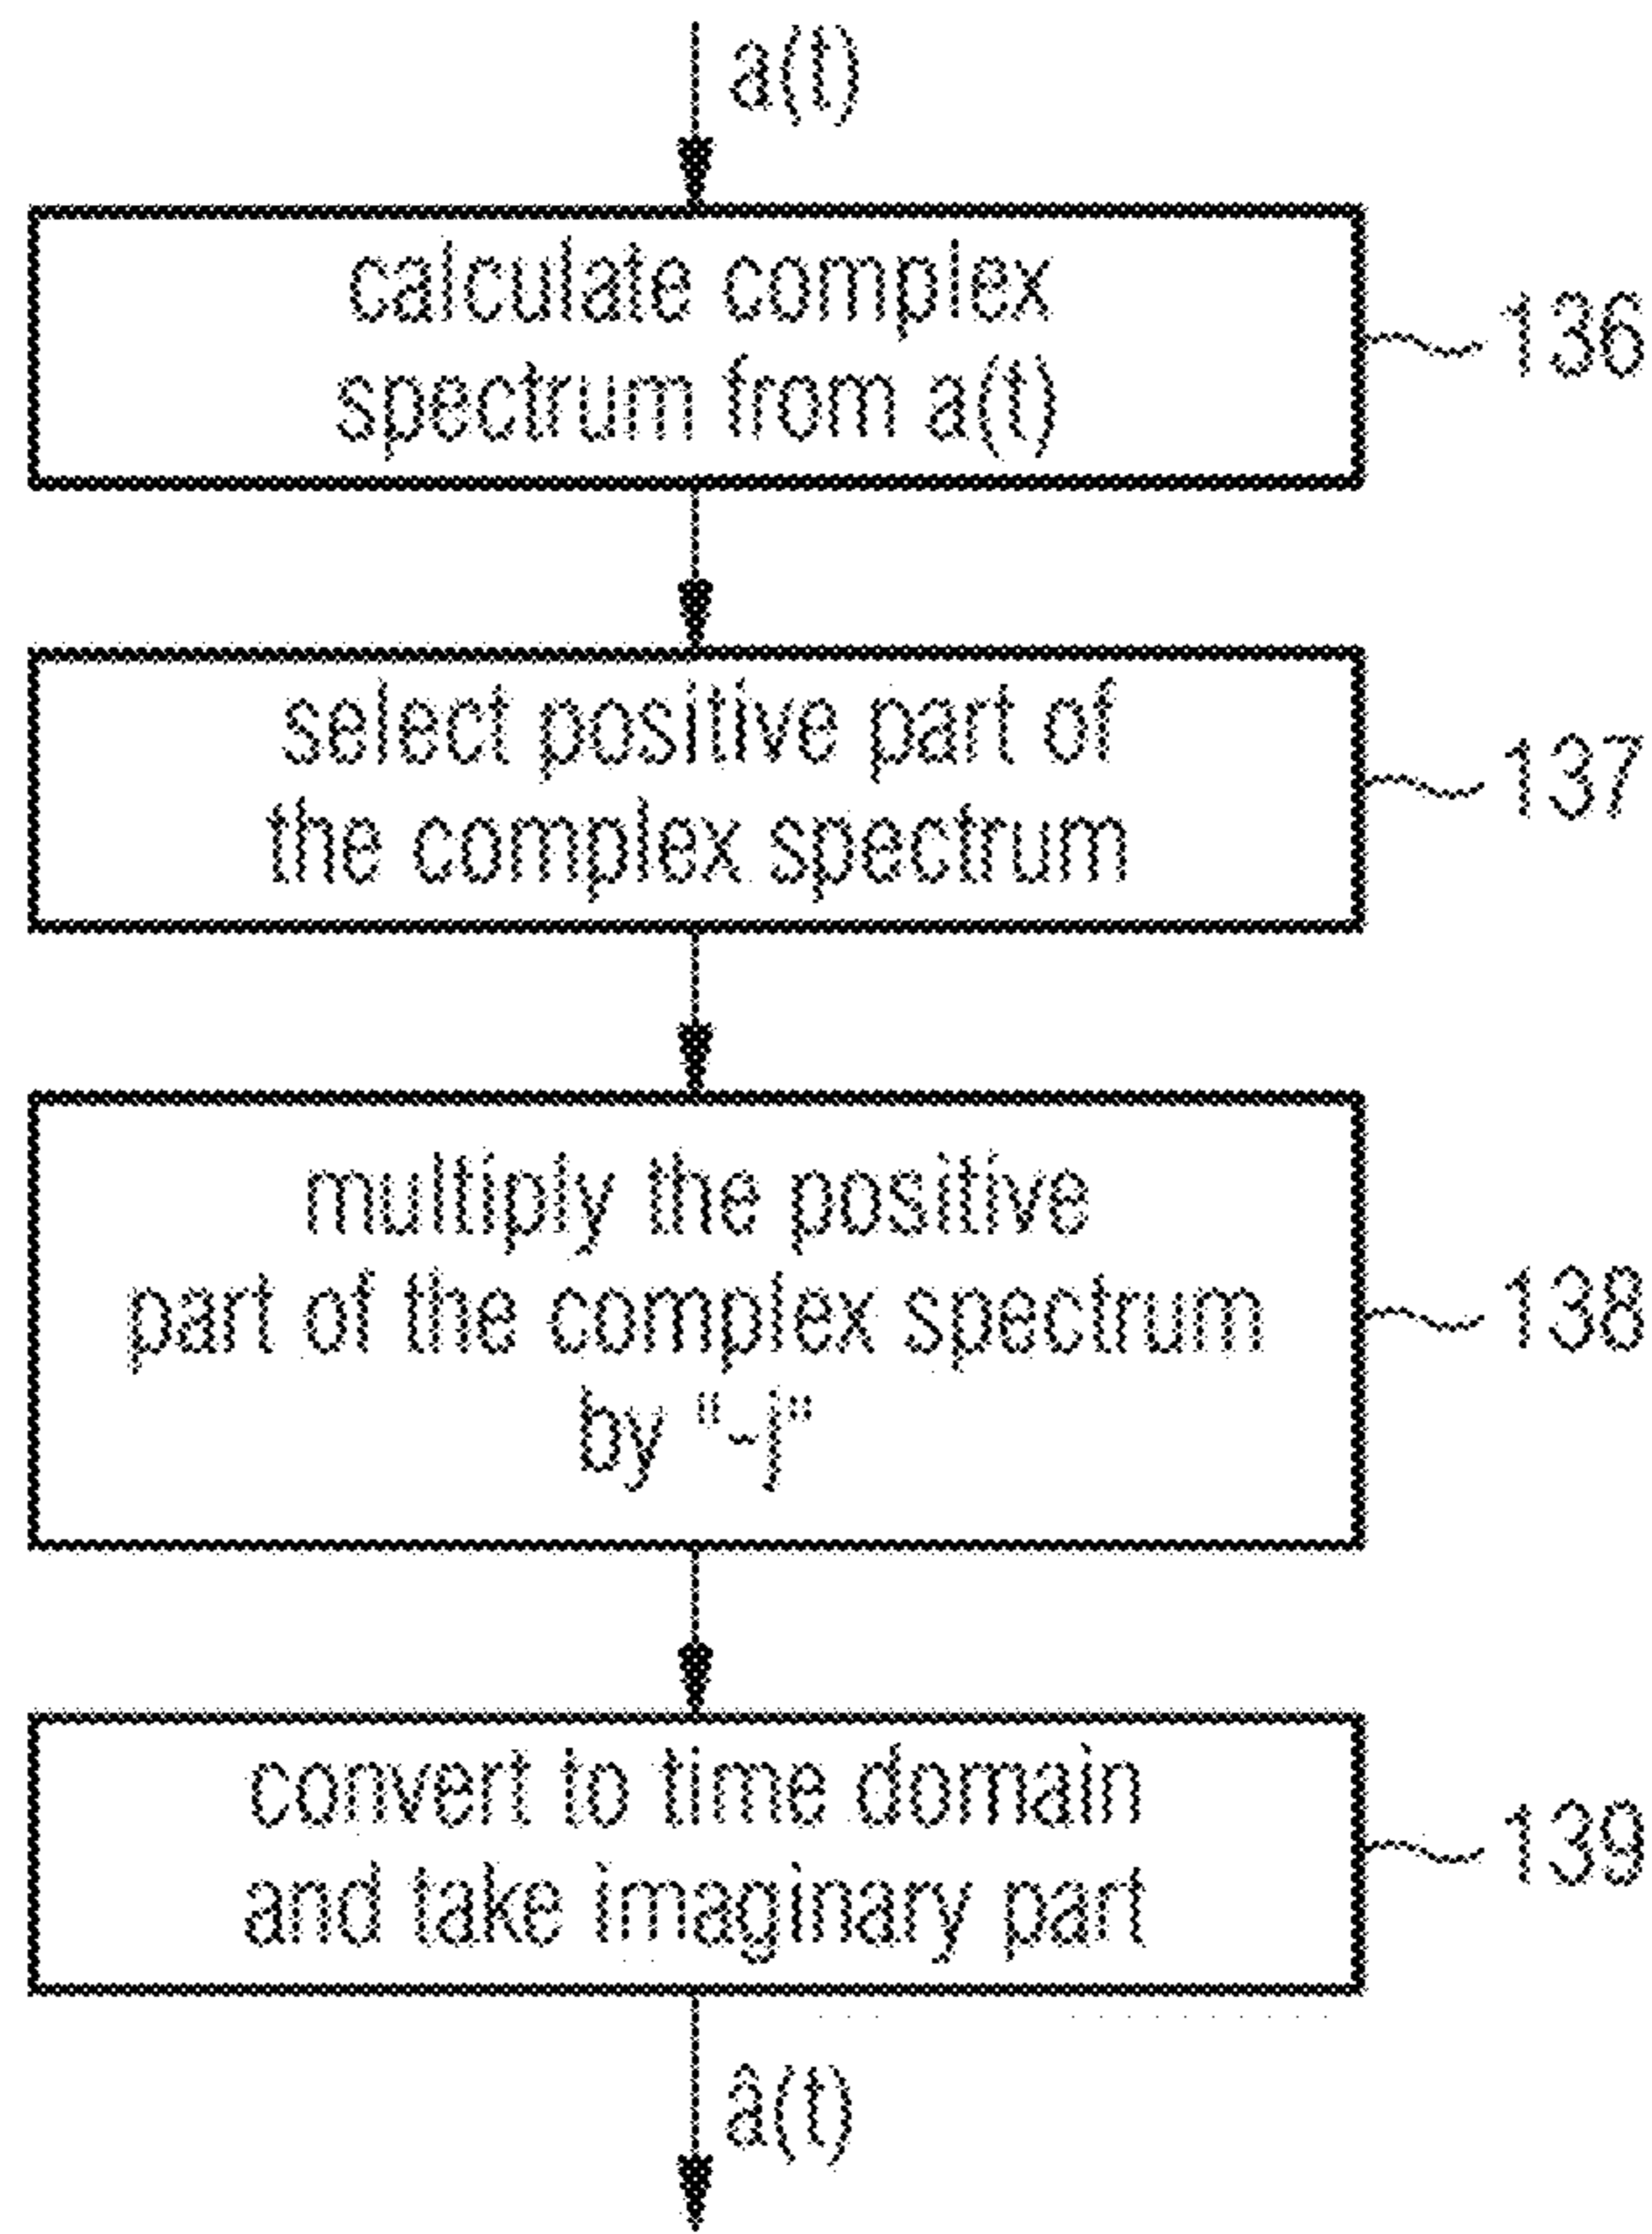 a(t)
calculate complex
spectrum from a(t)
136
select positive part of
the complex spectrum
137
multiply the positive
part of the complex spectrum
by “-j”
138
convert to time domain
and take imaginary part
139
â(t)